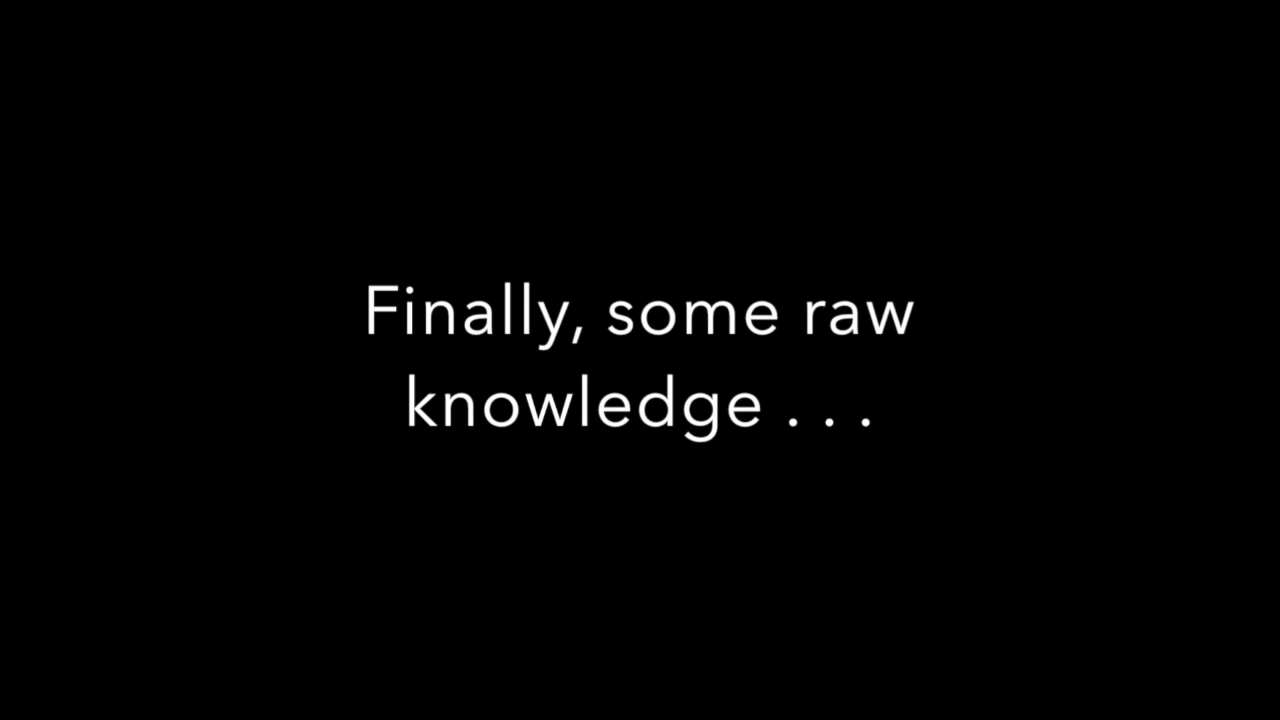 Finally, some raw
knowledge . . .